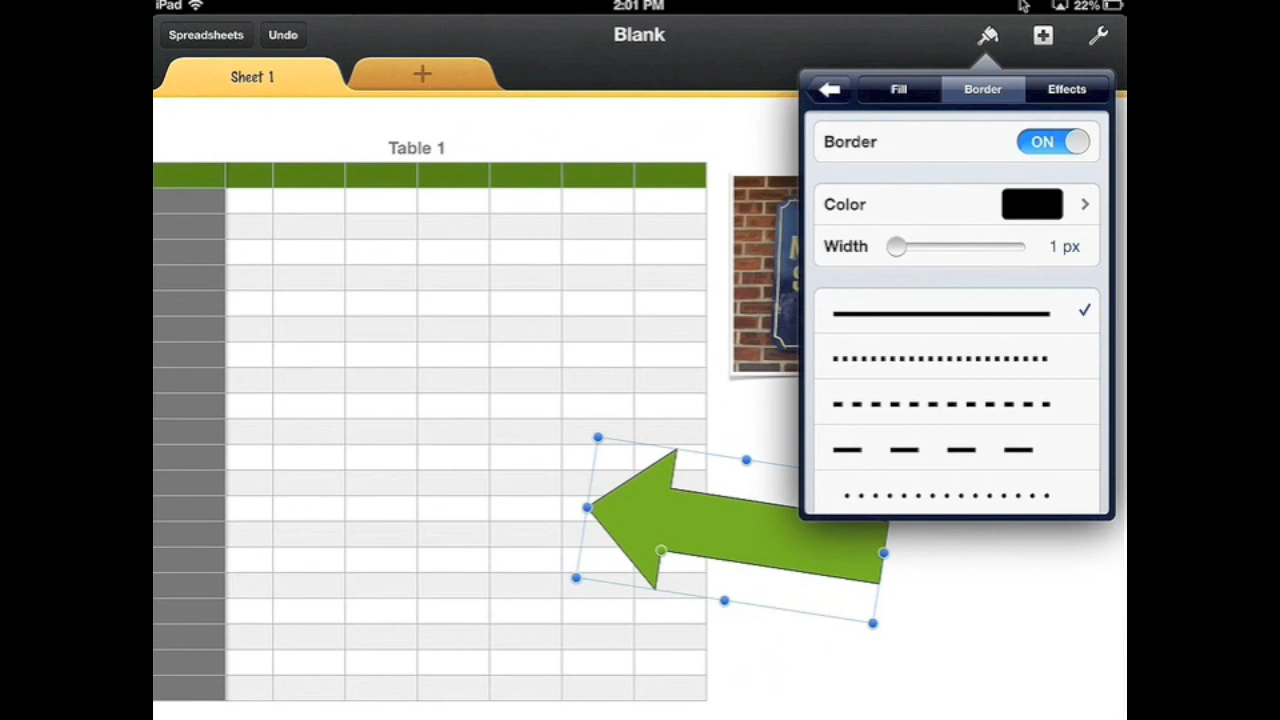 iPad 2:01 PM 22%
Spreadsheets Undo Blank
Sheet 1 +
Fill Border Effects
Border ON
Color
Width 1 px
Table 1